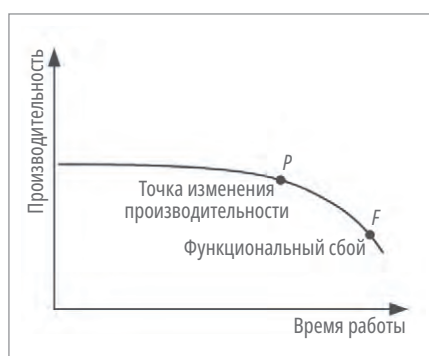 Производительность
P
Точка изменения
производительности
F
Функциональный сбой
Время работы